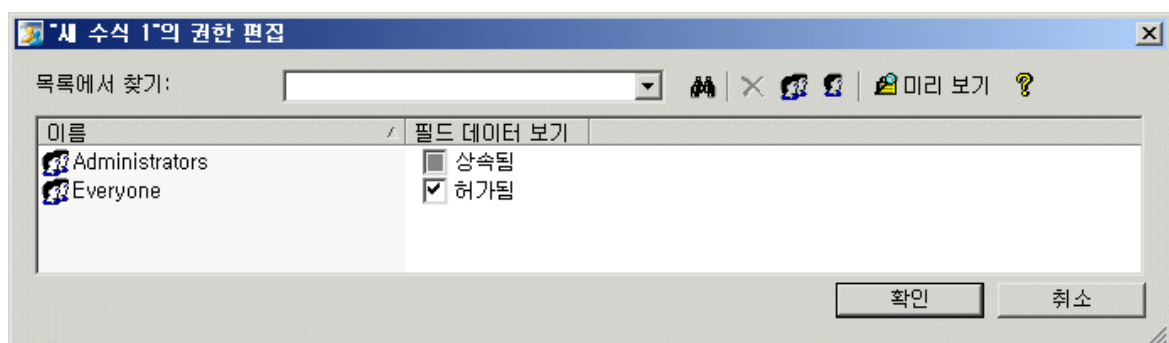 "새 수식 1"의 권한 편집
목록에서 찾기: 미리 보기
이름 필드 데이터 보기
Administrators 상속됨
Everyone 허가됨
확인 취소